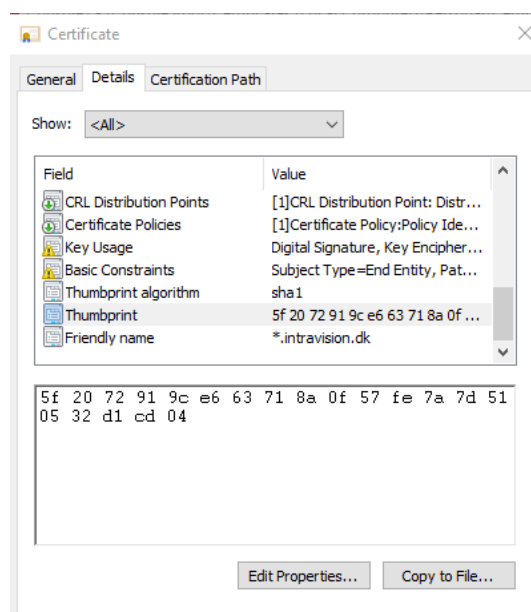 Certificate
General Details Certification Path
Show: <All>
Field Value
CRL Distribution Points [1]CRL Distribution Point: Distr...
Certificate Policies [1]Certificate Policy:Policy Ide...
Key Usage Digital Signature, Key Encipher...
Basic Constraints Subject Type=End Entity, Pat...
Thumbprint algorithm sha1
Thumbprint 5f 20 72 91 9c e6 63 71 8a 0f ...
Friendly name *.intravision.dk
5f 20 72 91 9c e6 63 71 8a 0f 57 fe 7a 7d 51
05 32 d1 cd 04
Edit Properties... Copy to File...